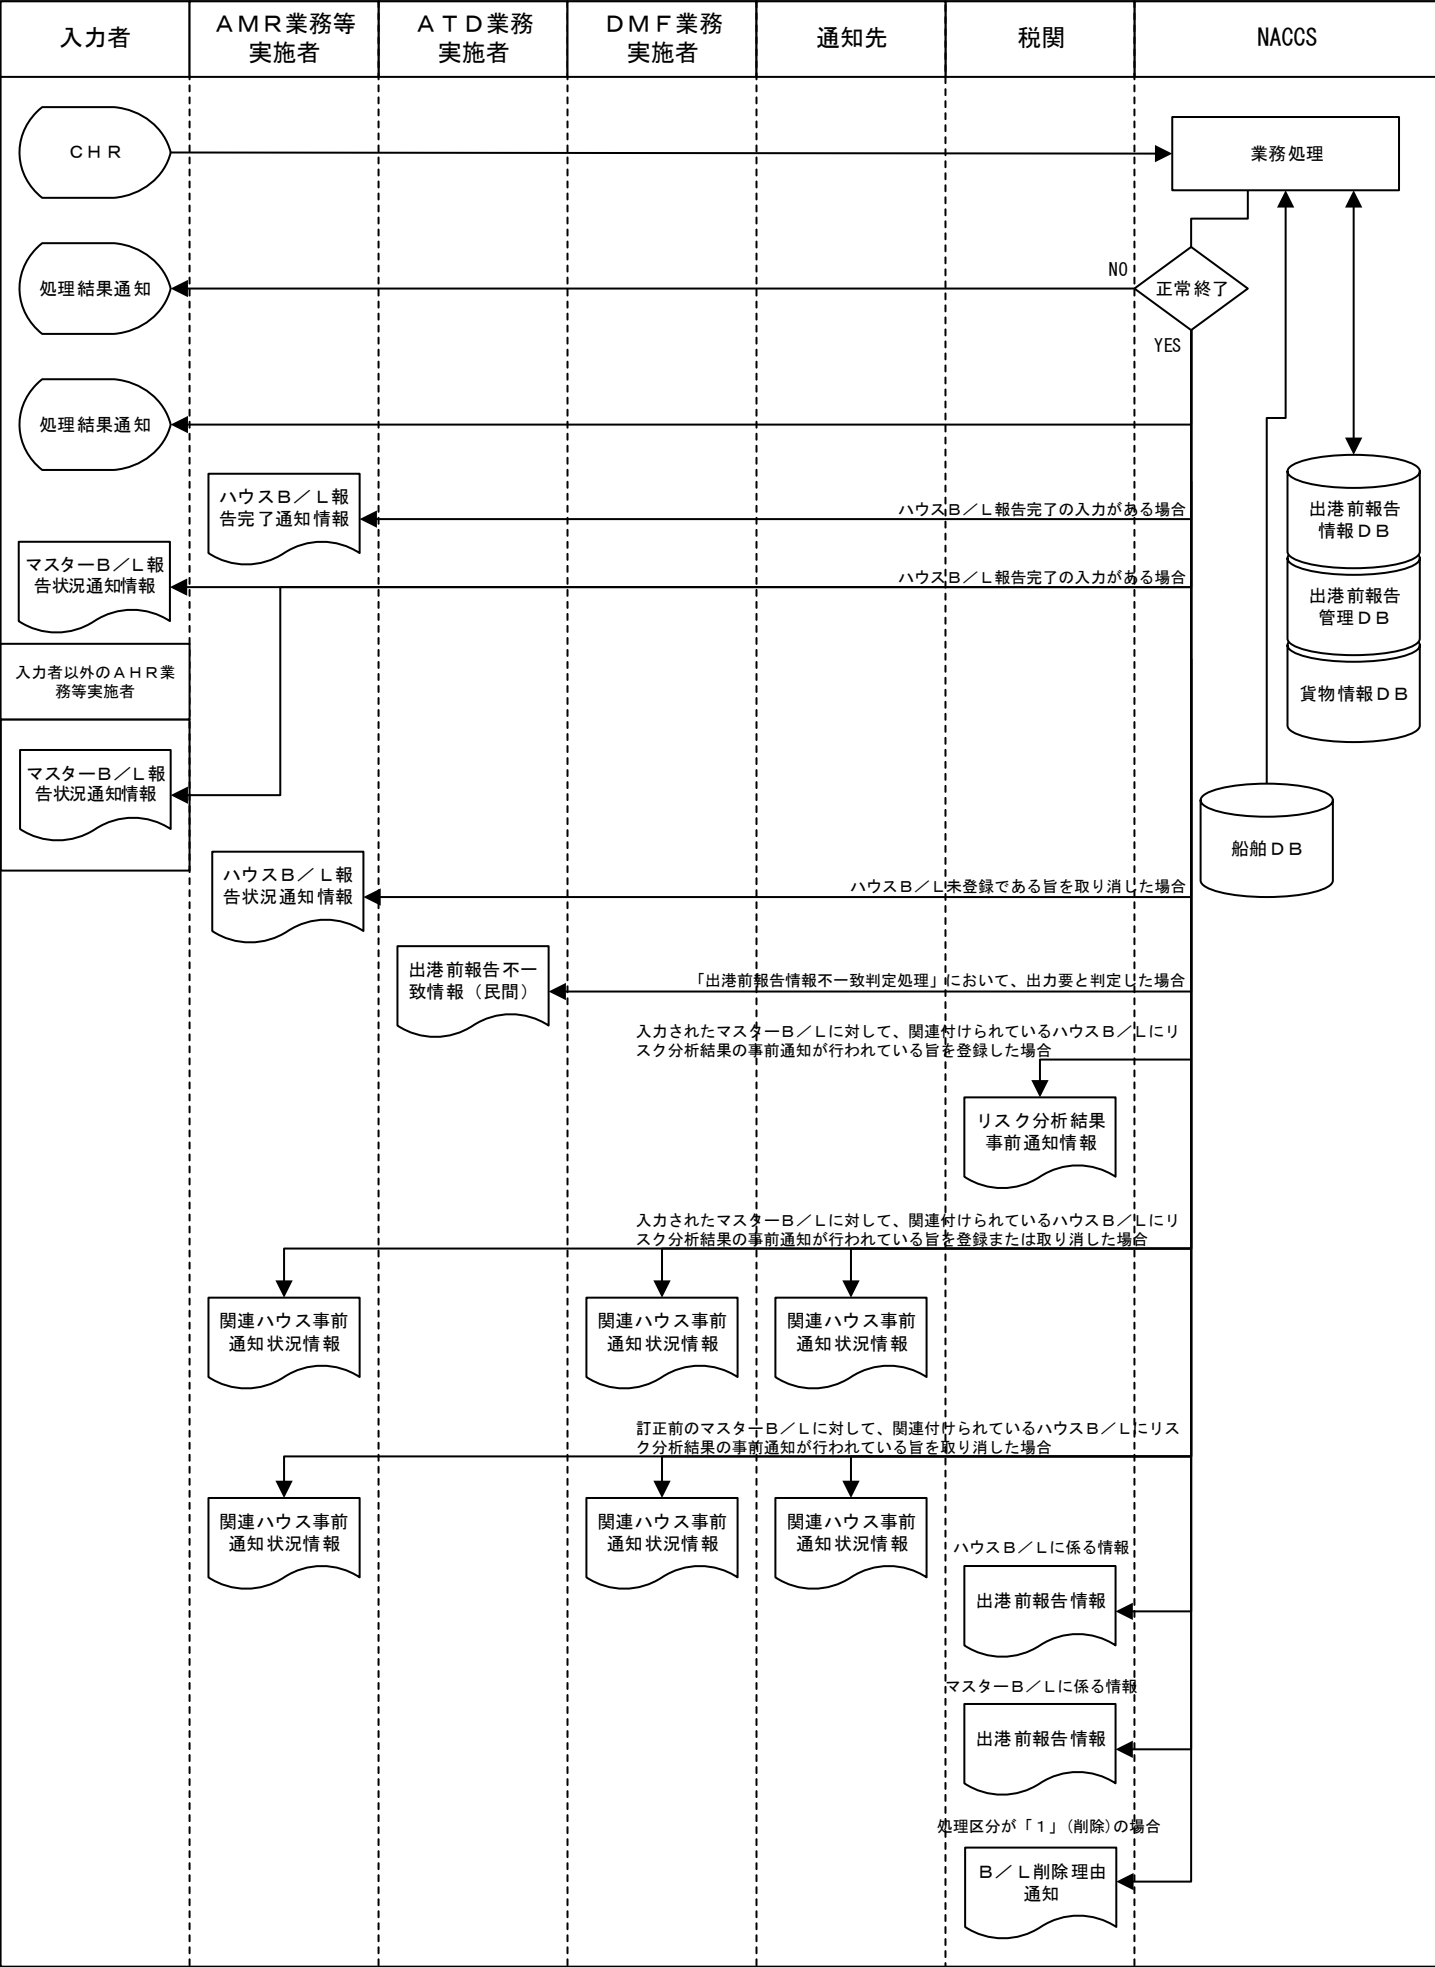 入力者
ＡＭＲ業務等
実施者
ＡＴＤ業務
実施者
ＤＭＦ業務
実施者
通知先
税関
NACCS
ＣＨＲ
業務処理
処理結果通知
NO
正常終了
YES
処理結果通知
ハウスＢ／Ｌ報
告完了通知情報
ハウスＢ／Ｌ報告完了の入力がある場合
出港前報告
情報ＤＢ
マスターＢ／Ｌ報
告状況通知情報
ハウスＢ／Ｌ報告完了の入力がある場合
出港前報告
管理ＤＢ
入力者以外のＡＨＲ業
務等実施者
貨物情報ＤＢ
マスターＢ／Ｌ報
告状況通知情報
船舶ＤＢ
ハウスＢ／Ｌ報
告状況通知情報
ハウスＢ／Ｌ未登録である旨を取り消した場合
出港前報告不一
致情報（民間）
「出港前報告情報不一致判定処理」において、出力要と判定した場合
入力されたマスターＢ／Ｌに対して、関連付けられているハウスＢ／Ｌにリ
スク分析結果の事前通知が行われている旨を登録した場合
リスク分析結果
事前通知情報
入力されたマスターＢ／Ｌに対して、関連付けられているハウスＢ／Ｌにリ
スク分析結果の事前通知が行われている旨を登録または取り消した場合
関連ハウス事前
通知状況情報
関連ハウス事前
通知状況情報
関連ハウス事前
通知状況情報
訂正前のマスターＢ／Ｌに対して、関連付けられているハウスＢ／Ｌにリス
ク分析結果の事前通知が行われている旨を取り消した場合
関連ハウス事前
通知状況情報
関連ハウス事前
通知状況情報
関連ハウス事前
通知状況情報
ハウスＢ／Ｌに係る情報
出港前報告情報
マスターＢ／Ｌに係る情報
出港前報告情報
処理区分が「１」(削除)の場合
Ｂ／Ｌ削除理由
通知